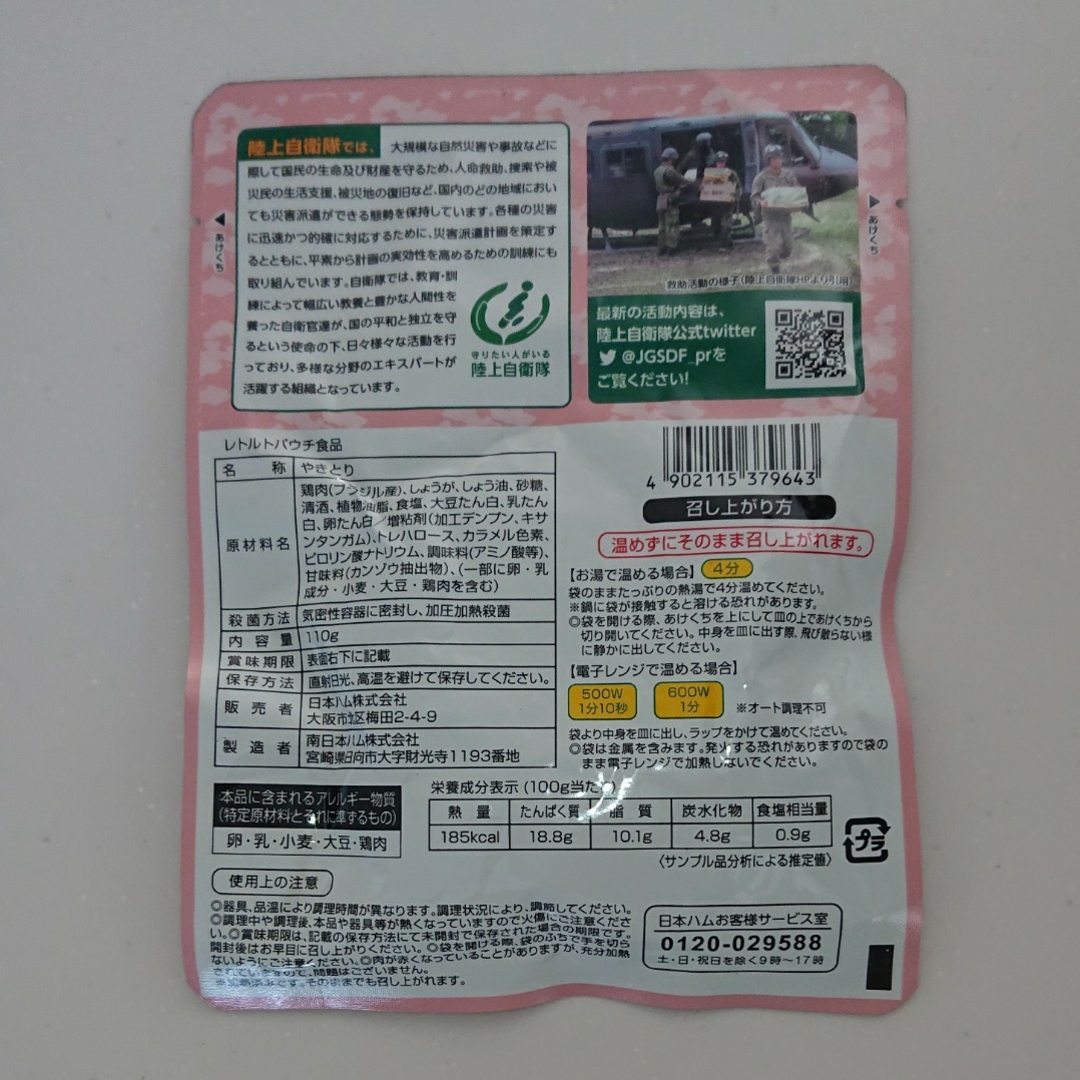 陸上自衛隊では、大規模な自然災害や事故などに
際して国民の生命及び財産を守るため、人命救助、捜索や被
災民の生活支援、被災地の復旧など、国内のどの地域におい
ても災害派遣ができる態勢を保持しています。各種の災害
に迅速かつ的確に対応するために、災害派遣計画を策定す
るとともに、平素から計画の実効性を高めるための訓練にも
取り組んでいます。自衛隊では、教育・訓
練によって幅広い教養と豊かな人間性を
養った自衛官達が、国の平和と独立を守
るという使命の下、日々様々な活動を行
っており、多様な分野のエキスパートが
活躍する組織となっています。
守りたい人がいる
陸上自衛隊
あけくち
あけくち
救助活動の様子(陸上自衛隊HPより引用)
最新の活動内容は、
陸上自衛隊公式twitter
@JGSDF_prを
ご覧ください!
レトルトパウチ食品
名 称 やきとり
原材料名 鶏肉(ブラジル産)、しょうが、しょう油、砂糖、
清酒、植物油脂、食塩、大豆たん白、乳たん
白、卵たん白/増粘剤(加工デンプン、キサ
ンタンガム)、トレハロース、カラメル色素、
ピロリン酸ナトリウム、調味料(アミノ酸等)、
甘味料(カンゾウ抽出物)、(一部に卵・乳
成分・小麦・大豆・鶏肉を含む)
殺菌方法 気密性容器に密封し、加圧加熱殺菌
内容量 110g
賞味期限 表面右下に記載
保存方法 直射日光、高温を避けて保存してください。
販売者 日本ハム株式会社
大阪市北区梅田2-4-9
製造者 南日本ハム株式会社
宮崎県日向市大字財光寺1193番地
4 902115 379643
召し上がり方
温めずにそのまま召し上がれます。
【お湯で温める場合】 4分
袋のままたっぷりの熱湯で4分温めてください。
※鍋に袋が接触すると溶ける恐れがあります。
◎袋を開ける際、あけくちを上にして皿の上であけくちから
切り開いてください。中身を皿に出す際、飛び散らない様
に静かに出してください。
【電子レンジで温める場合】
500W
1分10秒
600W
1分
※オート調理不可
袋より中身を皿に出し、ラップをかけて温めてください。
◎袋は金属を含みます。発火する恐れがありますので袋の
まま電子レンジで加熱しないでください。
本品に含まれるアレルギー物質
(特定原材料とそれに準ずるもの)
卵・乳・小麦・大豆・鶏肉
栄養成分表示(100g当たり)
熱量 たんぱく質 脂質 炭水化物 食塩相当量
185kcal 18.8g 10.1g 4.8g 0.9g
〈サンプル品分析による推定値〉
プラ
使用上の注意
◎器具、品温により調理時間が異なります。調理状況により、調節してください。
◎調理中や調理後、本品や器具等が熱くなっていますので火傷にご注意くださ
い。◎賞味期限は、記載の保存方法にて未開封で保存された場合の期限です。
開封後はお早目に召し上がりください。◎袋を開ける際、袋のふちで手を切ら
ないようにご注意ください。◎肉が赤くなっていることがありますが、充分加熱
されていますので、問題はございません。
※加熱済みです。そのままでも召し上がれます。
日本ハムお客様サービス室
0120-029588
土・日・祝日を除く9時~17時